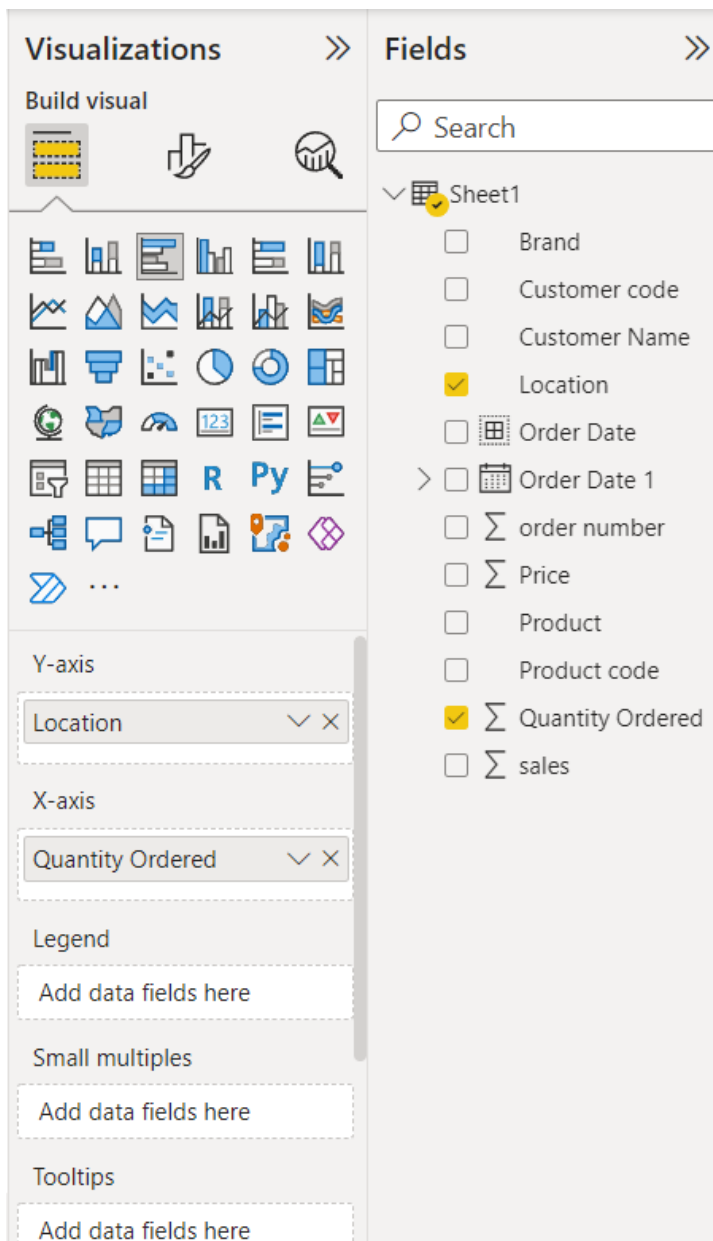 Visualizations
Build visual
123
R
Py
...
Y-axis
Location
X-axis
Quantity Ordered
Legend
Add data fields here
Small multiples
Add data fields here
Tooltips
Add data fields here
Fields
Search
Sheet1
Brand
Customer code
Customer Name
Location
Order Date
Order Date 1
∑ order number
∑ Price
Product
Product code
∑ Quantity Ordered
∑ sales